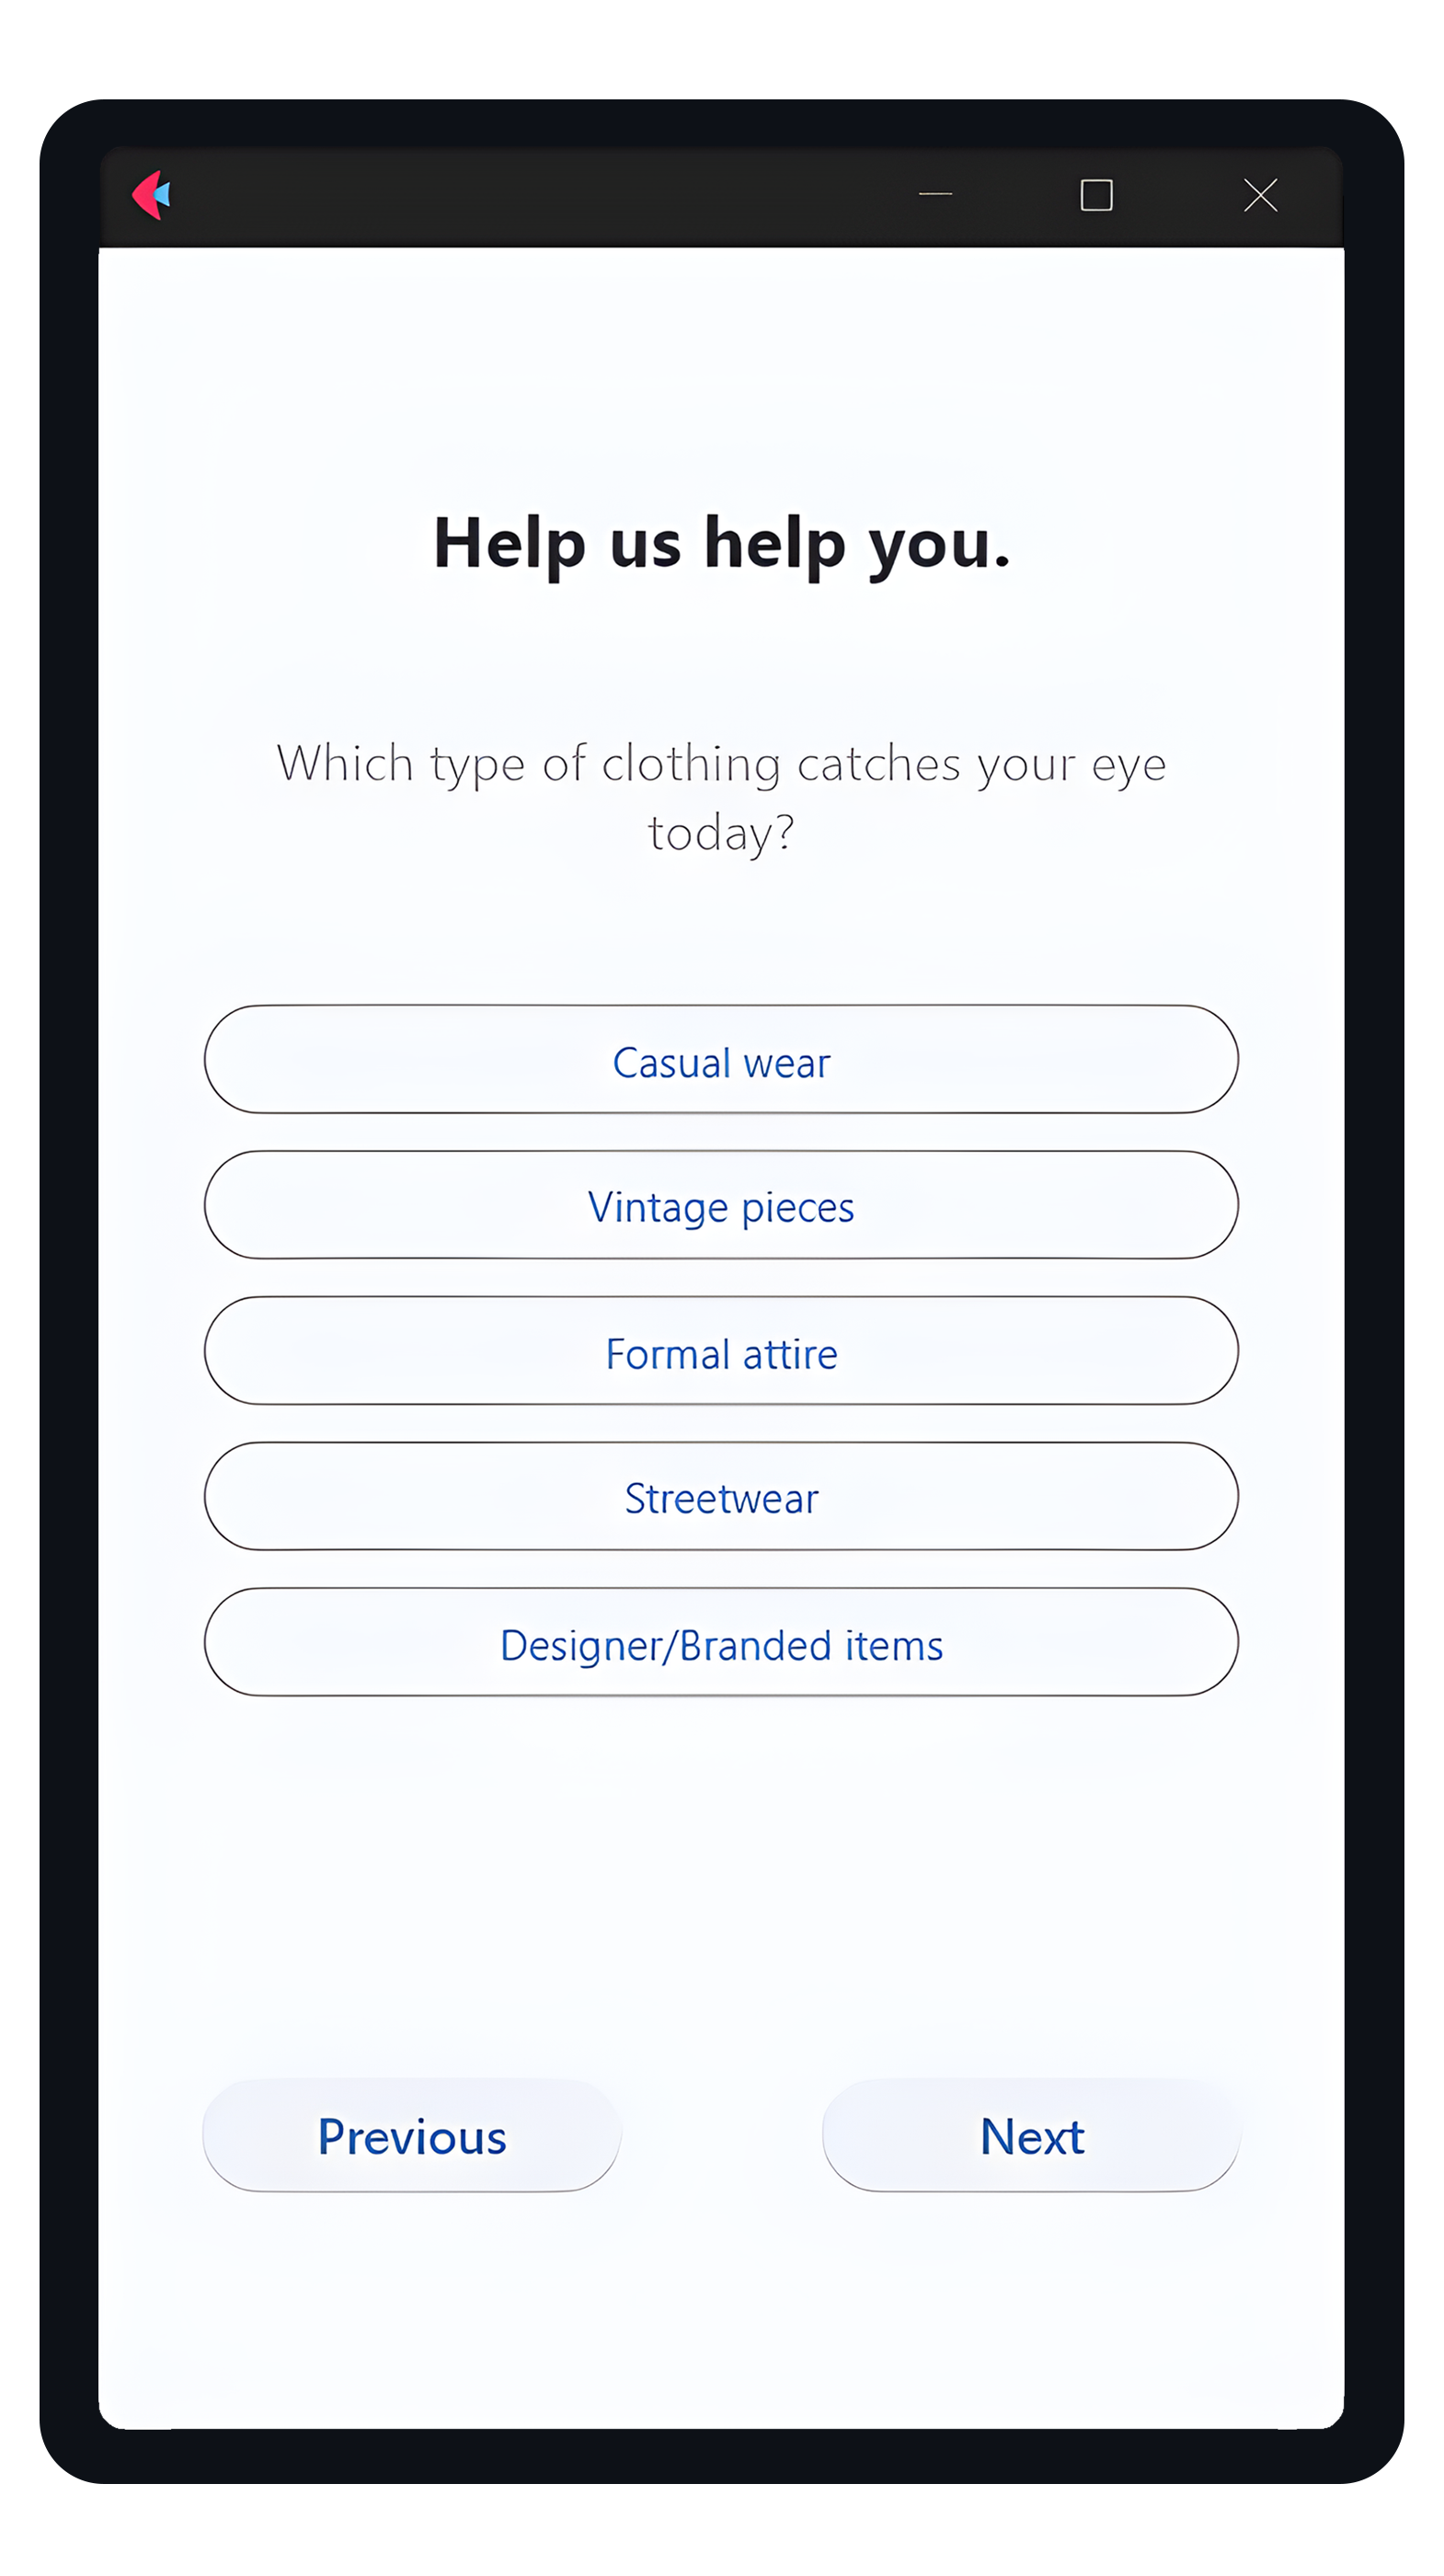 Help us help you.
Which type of clothing catches your eye
today?
Casual wear
Vintage pieces
Formal attire
Streetwear
Designer/Branded items
Previous
Next